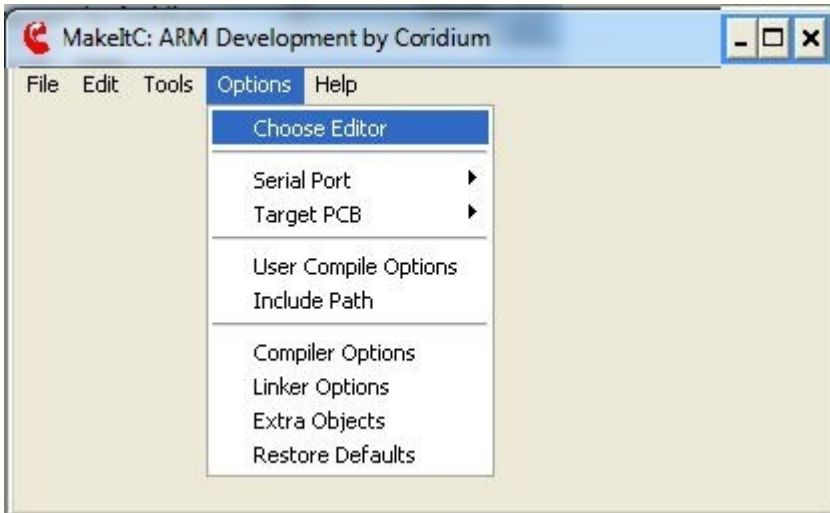 MakeItC: ARM Development by Coridium
File Edit Tools Options Help
Choose Editor
Serial Port
Target PCB
User Compile Options
Include Path
Compiler Options
Linker Options
Extra Objects
Restore Defaults